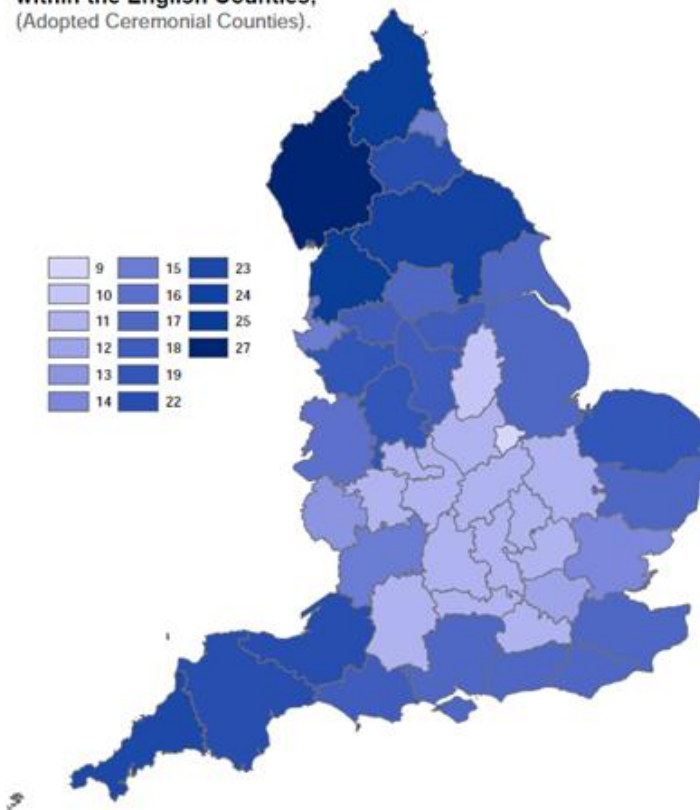 within the English Counties,
(Adopted Ceremonial Counties).
9 15 23
10 16 24
11 17 25
12 18 27
13 19
14 22